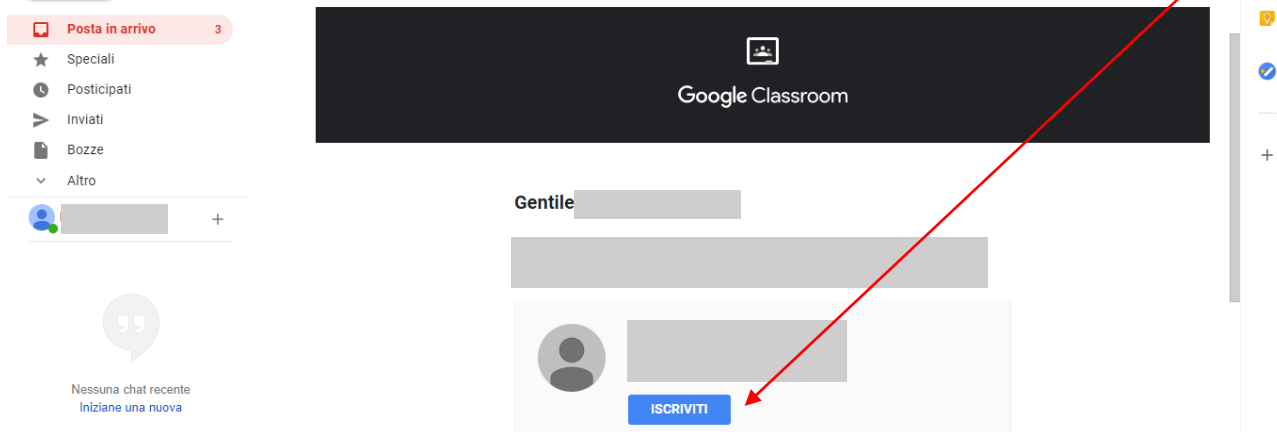 Posta in arrivo 3
Speciali
Posticipati
Inviati
Bozze
Altro
Nessuna chat recente
Iniziane una nuova
Google Classroom
Gentile
ISCRIVITI